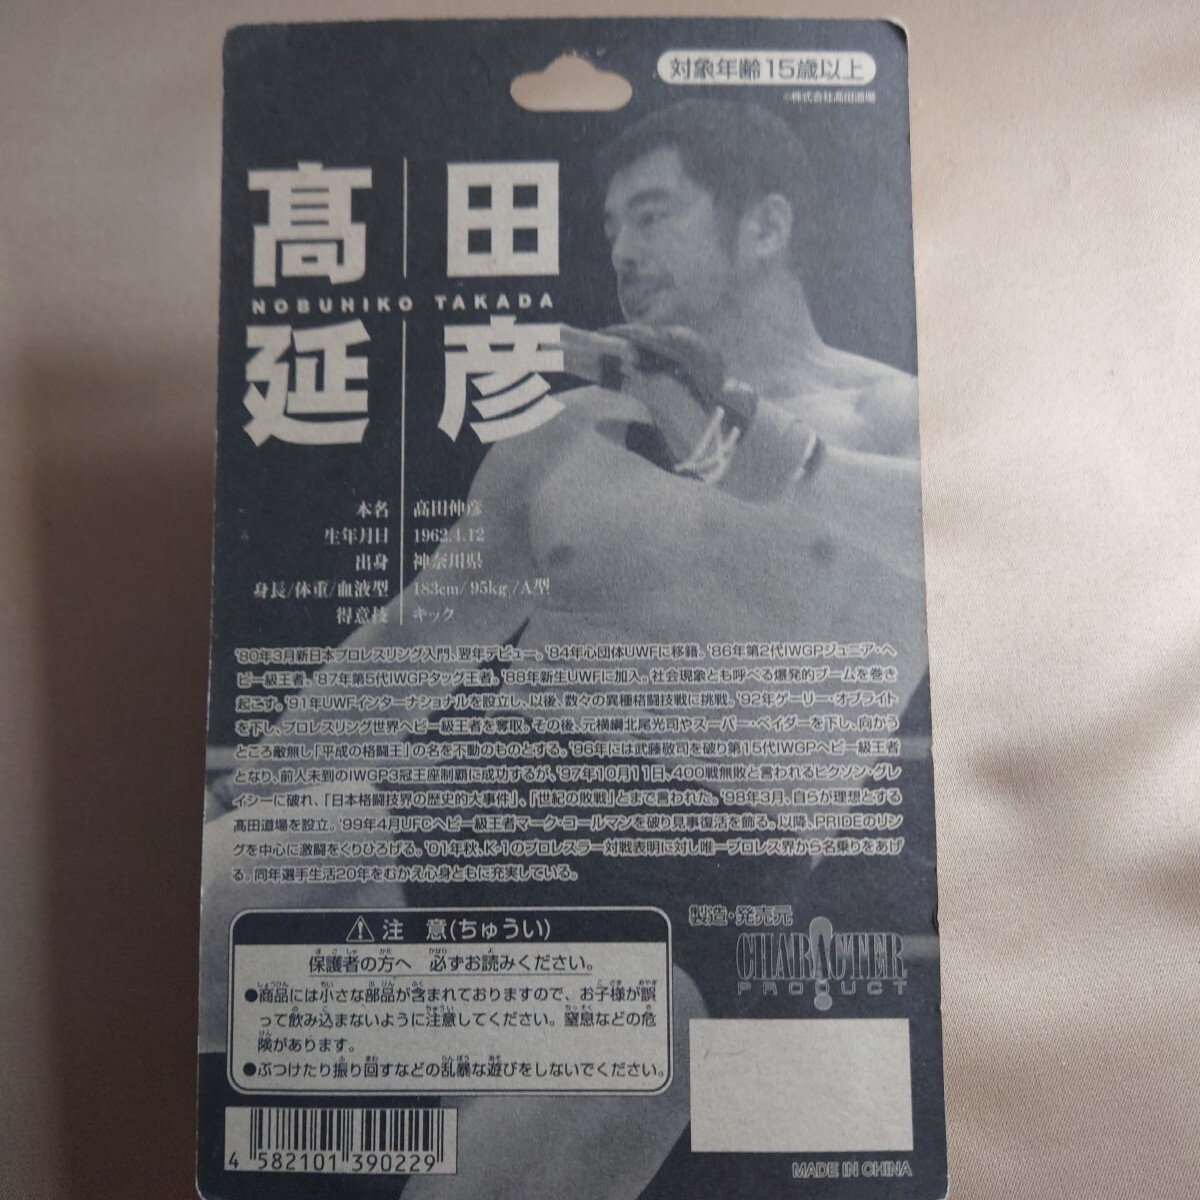 対象年齢15歳以上
©株式会社高田道場
髙田
NOBUHIKO TAKADA
延彦
本名 髙田伸彦
生年月日 1962.4.12
出身 神奈川県
身長/体重/血液型 183cm/95kg/A型
得意技 キック
'80年3月新日本プロレスリング入門、翌年デビュー。'84年心団体UWFに移籍。'86年第2代IWGPジュニア・ヘ
ビー級王者。'87年第5代IWGPタッグ王者。'88年新生UWFに加入。社会現象とも呼べる爆発的ブームを巻き
起こす。'91年UWFインターナショナルを設立し、以後、数々の異種格闘技戦に挑戦。'92年ゲーリー・オブライト
を下し、プロレスリング世界ヘビー級王者を奪取。その後、元横綱北尾光司やスーパー・ベイダーを下し、向かう
ところ敵無し「平成の格闘王」の名を不動のものとする。'96年には武藤敬司を破り第15代IWGPヘビー級王者
となり、前人未到のIWGP3冠王座制覇に成功するが、'97年10月11日、400戦無敗と言われるヒクソン・グレ
イシーに破れ、「日本格闘技界の歴史的大事件」、「世紀の敗戦」とまで言われた。'98年3月、自らが理想とする
髙田道場を設立。'99年4月UFCヘビー級王者マーク・コールマンを破り見事復活を飾る。以降、PRIDEのリン
グを中心に激闘をくりひろげる。'01年秋、K-1のプロレスラー対戦表明に対し唯一プロレス界から名乗りをあげ
る。同年選手生活20年をむかえ心身ともに充実している。
注 意(ちゅうい)
保護者の方へ 必ずお読みください。
●商品には小さな部品が含まれておりますので、お子様が誤
って飲み込まないように注意してください。窒息などの危
険があります。
●ぶつけたり振り回すなどの乱暴な遊びをしないでください。
製造・発売元
CHARACTER
PRODUCT
4 582101 390229
MADE IN CHINA